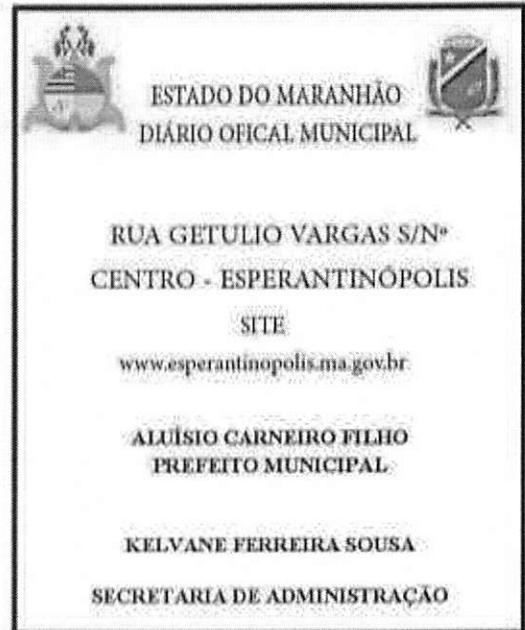 ESTADO DO MARANHÃO
DIÁRIO OFICAL MUNICIPAL
RUA GETULIO VARGAS S/Nº
CENTRO - ESPERANTINÓPOLIS
SITE
www.esperantinopolis.ma.gov.br
ALUÍSIO CARNEIRO FILHO
PREFEITO MUNICIPAL
KELVANE FERREIRA SOUSA
SECRETARIA DE ADMINISTRAÇÃO